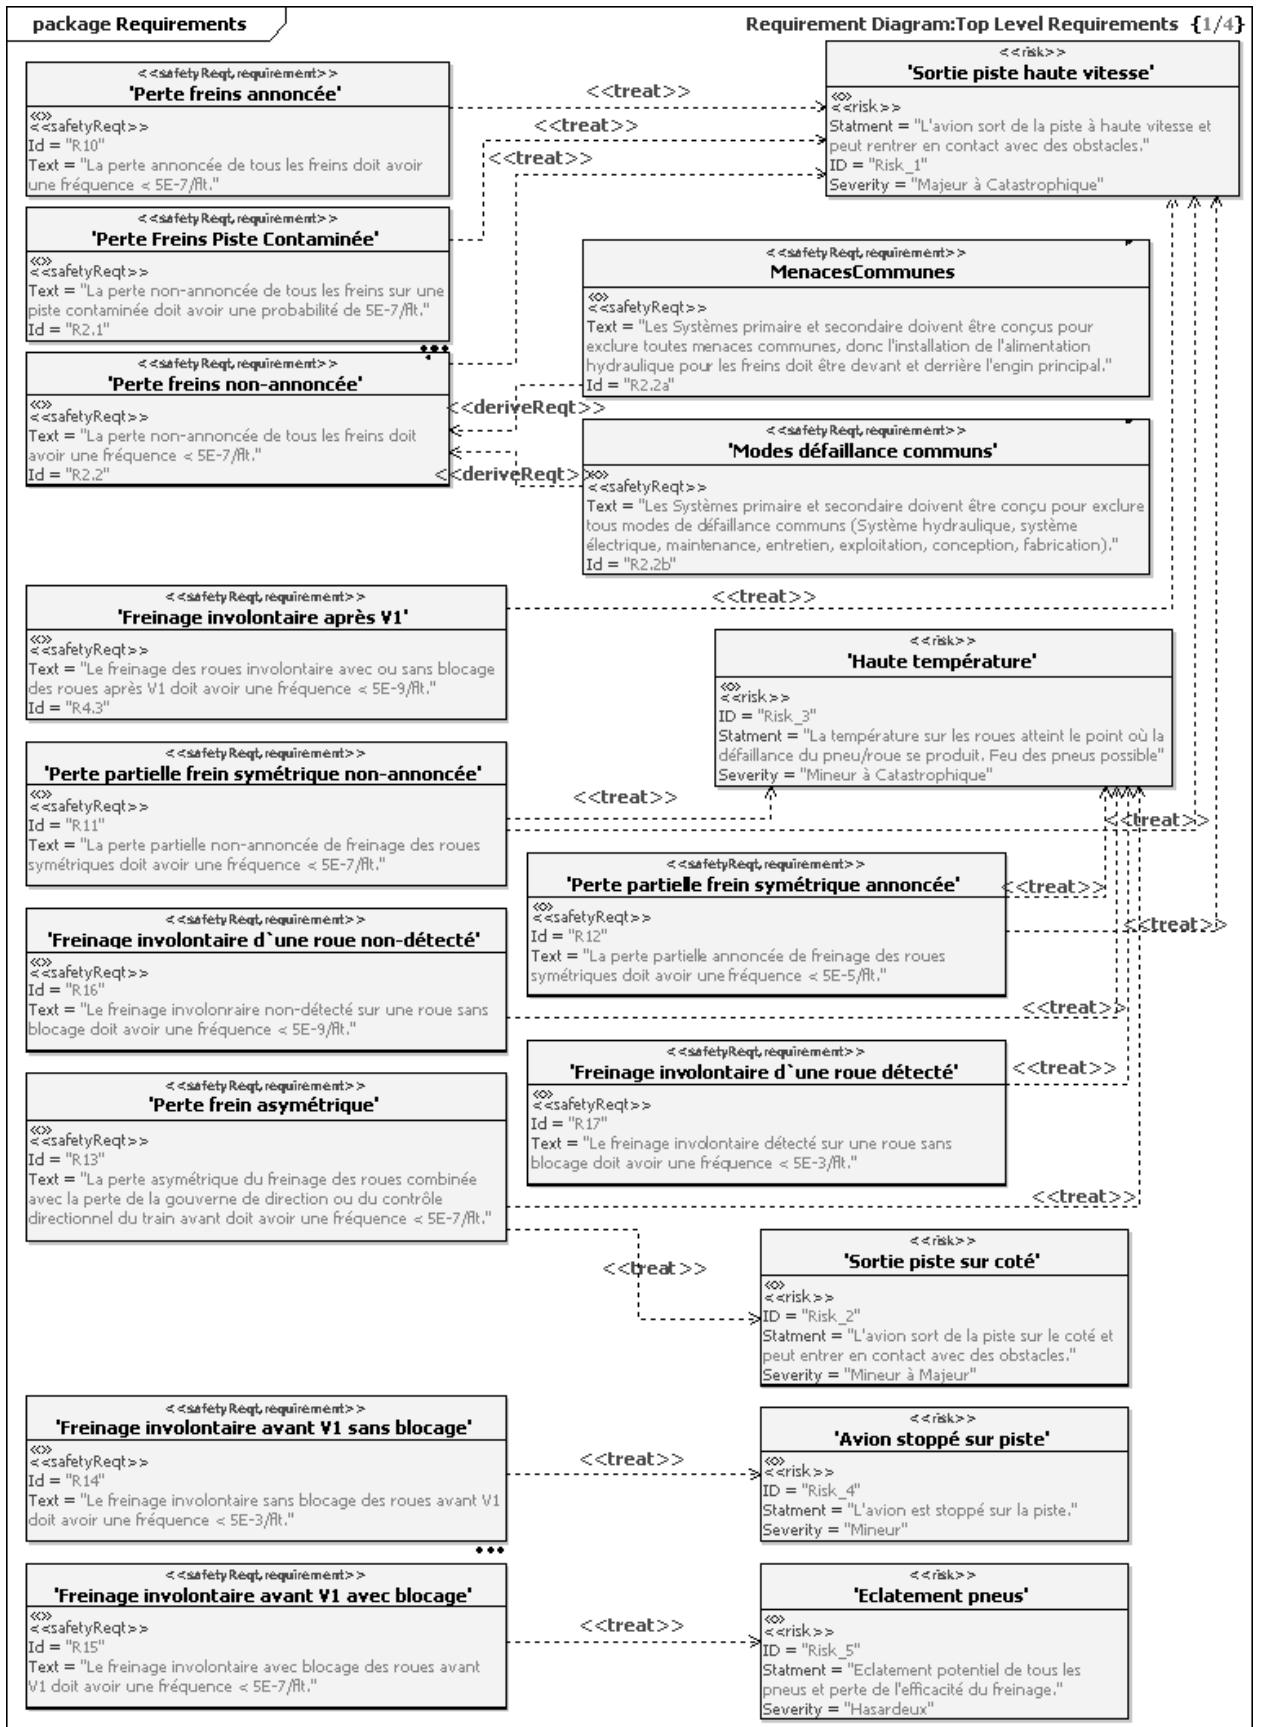 package Requirements
Requirement Diagram:Top Level Requirements {1/4}
<<safetyReqt,requirement>>
'Perte freins annoncée'
<<>>
<<safetyReqt>>
Id = "R10"
Text = "La perte annoncée de tous les freins doit avoir
une fréquence < 5E-7/flt."
<<treat>>
<<treat>>
<<treat>>
<<risk>>
'Sortie piste haute vitesse'
<<>>
<<risk>>
Statment = "L'avion sort de la piste à haute vitesse et
peut rentrer en contact avec des obstacles."
ID = "Risk_1"
Severity = "Majeur à Catastrophique"
<<safetyReqt,requirement>>
'Perte Freins Piste Contaminée'
<<>>
<<safetyReqt>>
Text = "La perte non-annoncée de tous les freins sur une
piste contaminée doit avoir une probabilité de 5E-7/flt."
Id = "R2.1"
<<safetyReqt,requirement>>
MenacesCommunes
<<>>
<<safetyReqt>>
Text = "Les Systèmes primaire et secondaire doivent être conçus pour
exclure toutes menaces communes, donc l'installation de l'alimentation
hydraulique pour les freins doit être devant et derrière l'engin principal."
Id = "R2.2a"
<<safetyReqt,requirement>>
'Perte freins non-annoncée'
<<>>
<<safetyReqt>>
Text = "La perte non-annoncée de tous les freins doit
avoir une fréquence < 5E-7/flt."
Id = "R2.2"
<<deriveReqt>>
<<deriveReqt>>
<<safetyReqt,requirement>>
'Modes défaillance communs'
<<>>
<<safetyReqt>>
Text = "Les Systèmes primaire et secondaire doivent être conçu pour exclure
tous modes de défaillance communs (Système hydraulique, système
électrique, maintenance, entretien, exploitation, conception, fabrication)."
Id = "R2.2b"
<<safetyReqt,requirement>>
'Freinage involontaire après V1'
<<>>
<<safetyReqt>>
Text = "Le freinage des roues involontaire avec ou sans blocage
des roues après V1 doit avoir une fréquence < 5E-9/flt."
Id = "R4.3"
<<treat>>
<<risk>>
'Haute température'
<<>>
<<risk>>
ID = "Risk_3"
Statment = "La température sur les roues atteint le point où la
défaillance du pneu/roue se produit. Feu des pneus possible"
Severity = "Mineur à Catastrophique"
<<safetyReqt,requirement>>
'Perte partielle frein symétrique non-annoncée'
<<>>
<<safetyReqt>>
Id = "R11"
Text = "La perte partielle non-annoncée de freinage des roues
symétriques doit avoir une fréquence < 5E-7/flt."
<<treat>>
<<treat>>
<<safetyReqt,requirement>>
'Perte partielle frein symétrique annoncée'
<<>>
<<safetyReqt>>
Id = "R12"
Text = "La perte partielle annoncée de freinage des roues
symétriques doit avoir une fréquence < 5E-5/flt."
<<treat>>
<<treat>>
<<safetyReqt,requirement>>
'Freinage involontaire d`une roue non-détecté'
<<>>
<<safetyReqt>>
Id = "R16"
Text = "Le freinage involonraire non-détecté sur une roue sans
blocage doit avoir une fréquence < 5E-9/flt."
<<treat>>
<<safetyReqt,requirement>>
'Freinage involontaire d`une roue détecté'
<<>>
<<safetyReqt>>
Id = "R17"
Text = "Le freinage involontaire détecté sur une roue sans
blocage doit avoir une fréquence < 5E-3/flt."
<<treat>>
<<safetyReqt,requirement>>
'Perte frein asymétrique'
<<>>
<<safetyReqt>>
Id = "R13"
Text = "La perte asymétrique du freinage des roues combinée
avec la perte de la gouverne de direction ou du contrôle
directionnel du train avant doit avoir une fréquence < 5E-7/flt."
<<treat>>
<<treat>>
<<risk>>
'Sortie piste sur coté'
<<>>
<<risk>>
ID = "Risk_2"
Statment = "L'avion sort de la piste sur le coté et
peut entrer en contact avec des obstacles."
Severity = "Mineur à Majeur"
<<safetyReqt,requirement>>
'Freinage involontaire avant V1 sans blocage'
<<>>
<<safetyReqt>>
Id = "R14"
Text = "Le freinage involontaire sans blocage des roues avant V1
doit avoir une fréquence < 5E-3/flt."
<<treat>>
<<risk>>
'Avion stoppé sur piste'
<<>>
<<risk>>
ID = "Risk_4"
Statment = "L'avion est stoppé sur la piste."
Severity = "Mineur"
<<safetyReqt,requirement>>
'Freinage involontaire avant V1 avec blocage'
<<>>
<<safetyReqt>>
Id = "R15"
Text = "Le freinage involontaire avec blocage des roues avant
V1 doit avoir une fréquence < 5E-7/flt."
<<treat>>
<<risk>>
'Eclatement pneus'
<<>>
<<risk>>
ID = "Risk_5"
Statment = "Eclatement potentiel de tous les
pneus et perte de l'efficacité du freinage."
Severity = "Hasardeux"